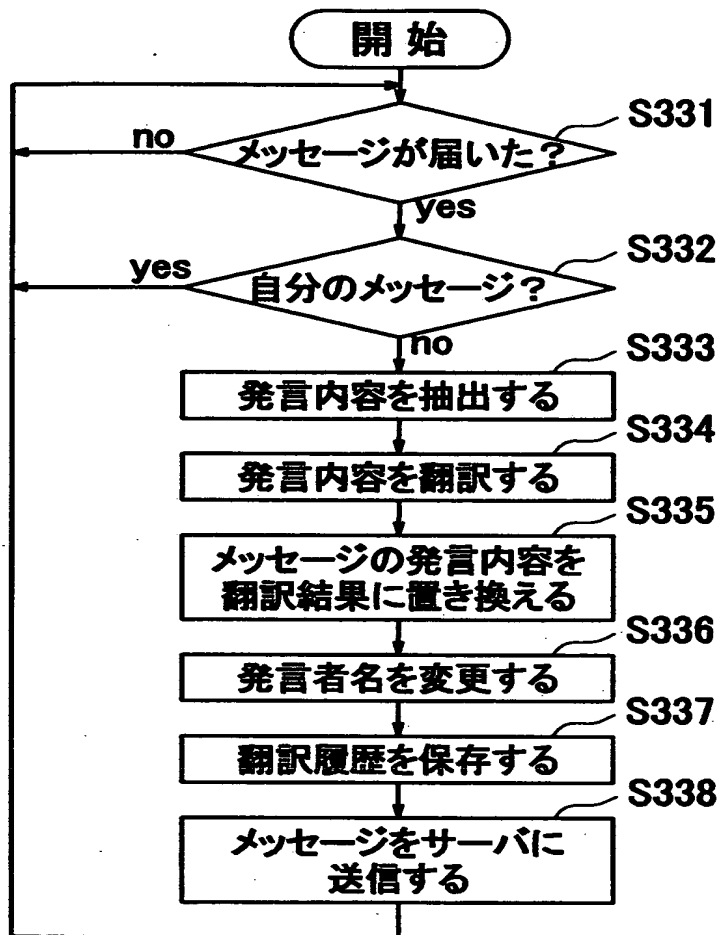 開始
S331
no
メッセージが届いた?
yes
S332
yes
自分のメッセージ?
no
S333
発言内容を抽出する
S334
発言内容を翻訳する
S335
メッセージの発言内容を
翻訳結果に置き換える
S336
発言者名を変更する
S337
翻訳履歴を保存する
S338
メッセージをサーバに
送信する